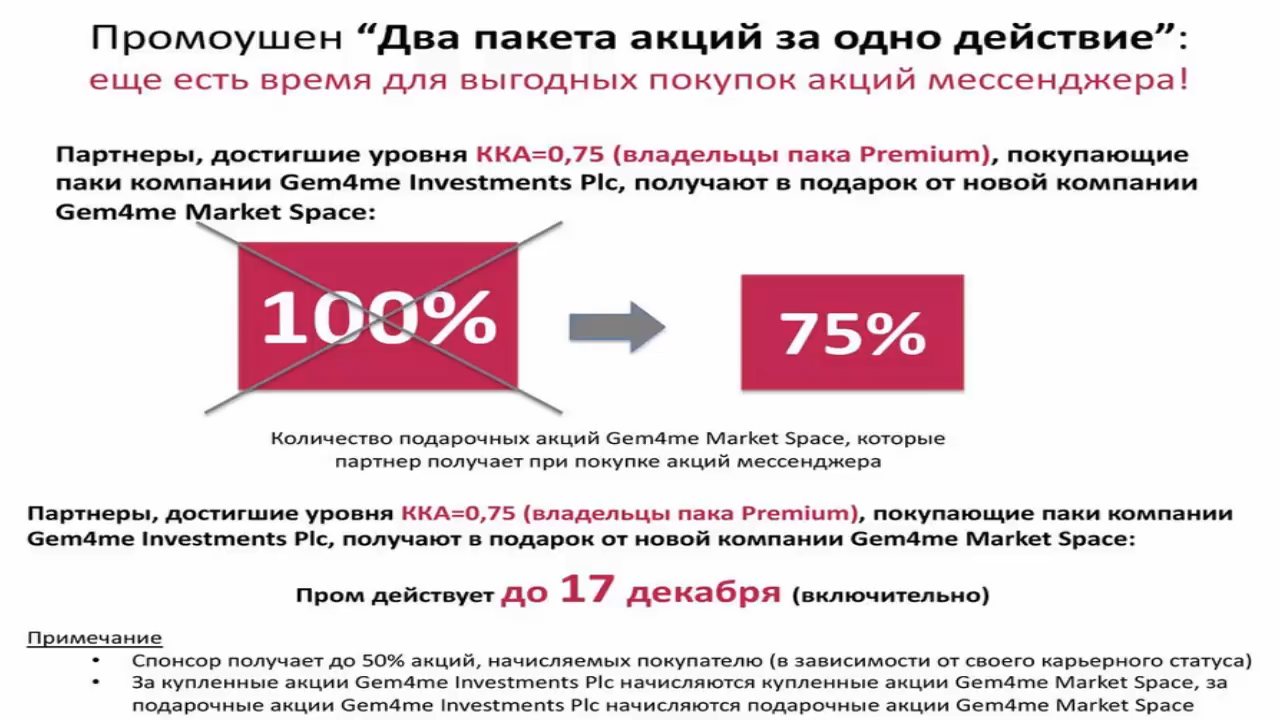 Промоушен “Два пакета акций за одно действие”:
еще есть время для выгодных покупок акций мессенджера!
Партнеры, достигшие уровня ККА=0,75 (владельцы пака Premium), покупающие
паки компании Gem4me Investments Plc, получают в подарок от новой компании
Gem4me Market Space:
100%
75%
Количество подарочных акций Gem4me Market Space, которые
партнер получает при покупке акций мессенджера
Партнеры, достигшие уровня ККА=0,75 (владельцы пака Premium), покупающие паки компании
Gem4me Investments Plc, получают в подарок от новой компании Gem4me Market Space:
Пром действует до 17 декабря (включительно)
Примечание
• Спонсор получает до 50% акций, начисляемых покупателю (в зависимости от своего карьерного статуса)
• За купленные акции Gem4me Investments Plc начисляются купленные акции Gem4me Market Space, за
подарочные акции Gem4me Investments Plc начисляются подарочные акции Gem4me Market Space